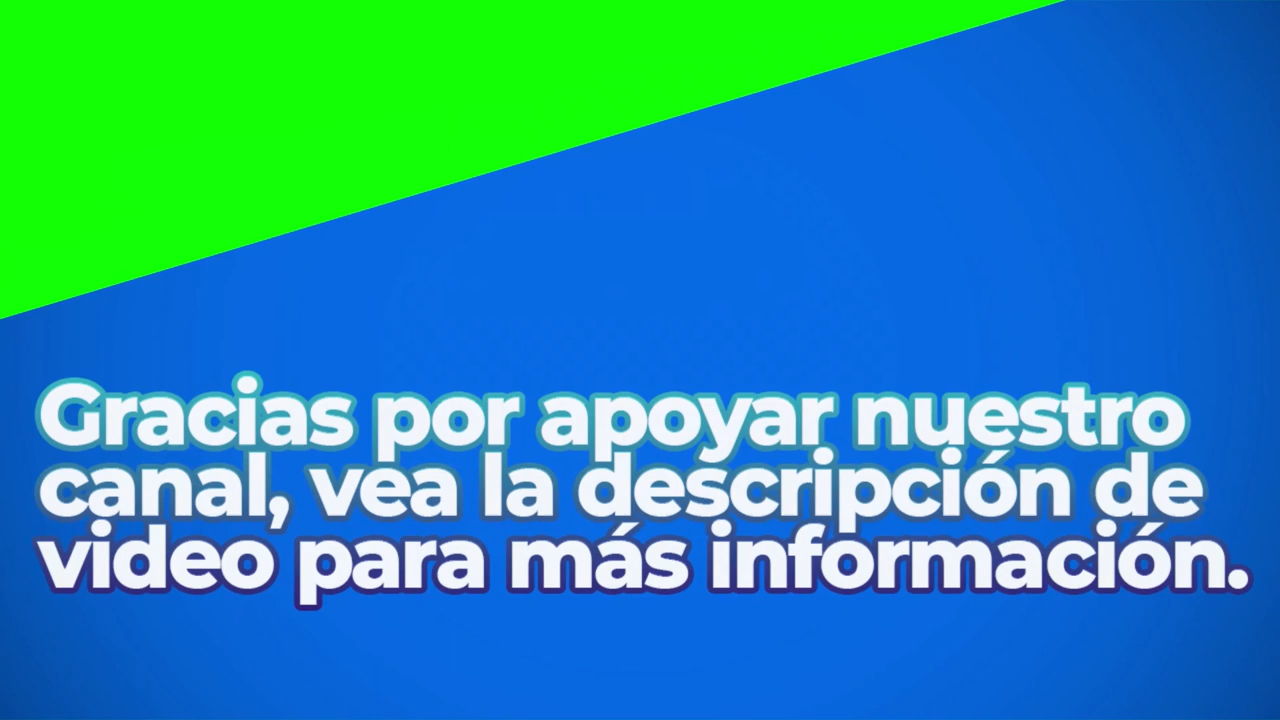 Gracias por apoyar nuestro
canal, vea la descripción de
video para más información.